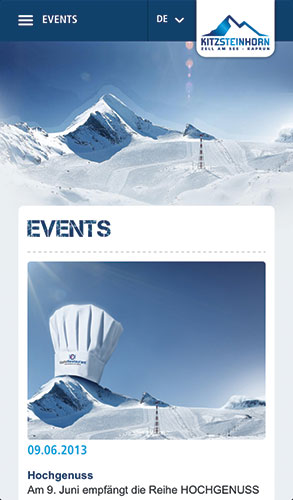 EVENTS
DE
KITZSTEINHORN
ZELL AM SEE - KAPRUN
EVENTS
09.06.2013
Hochgenuss
Am 9. Juni empfängt die Reihe HOCHGENUSS